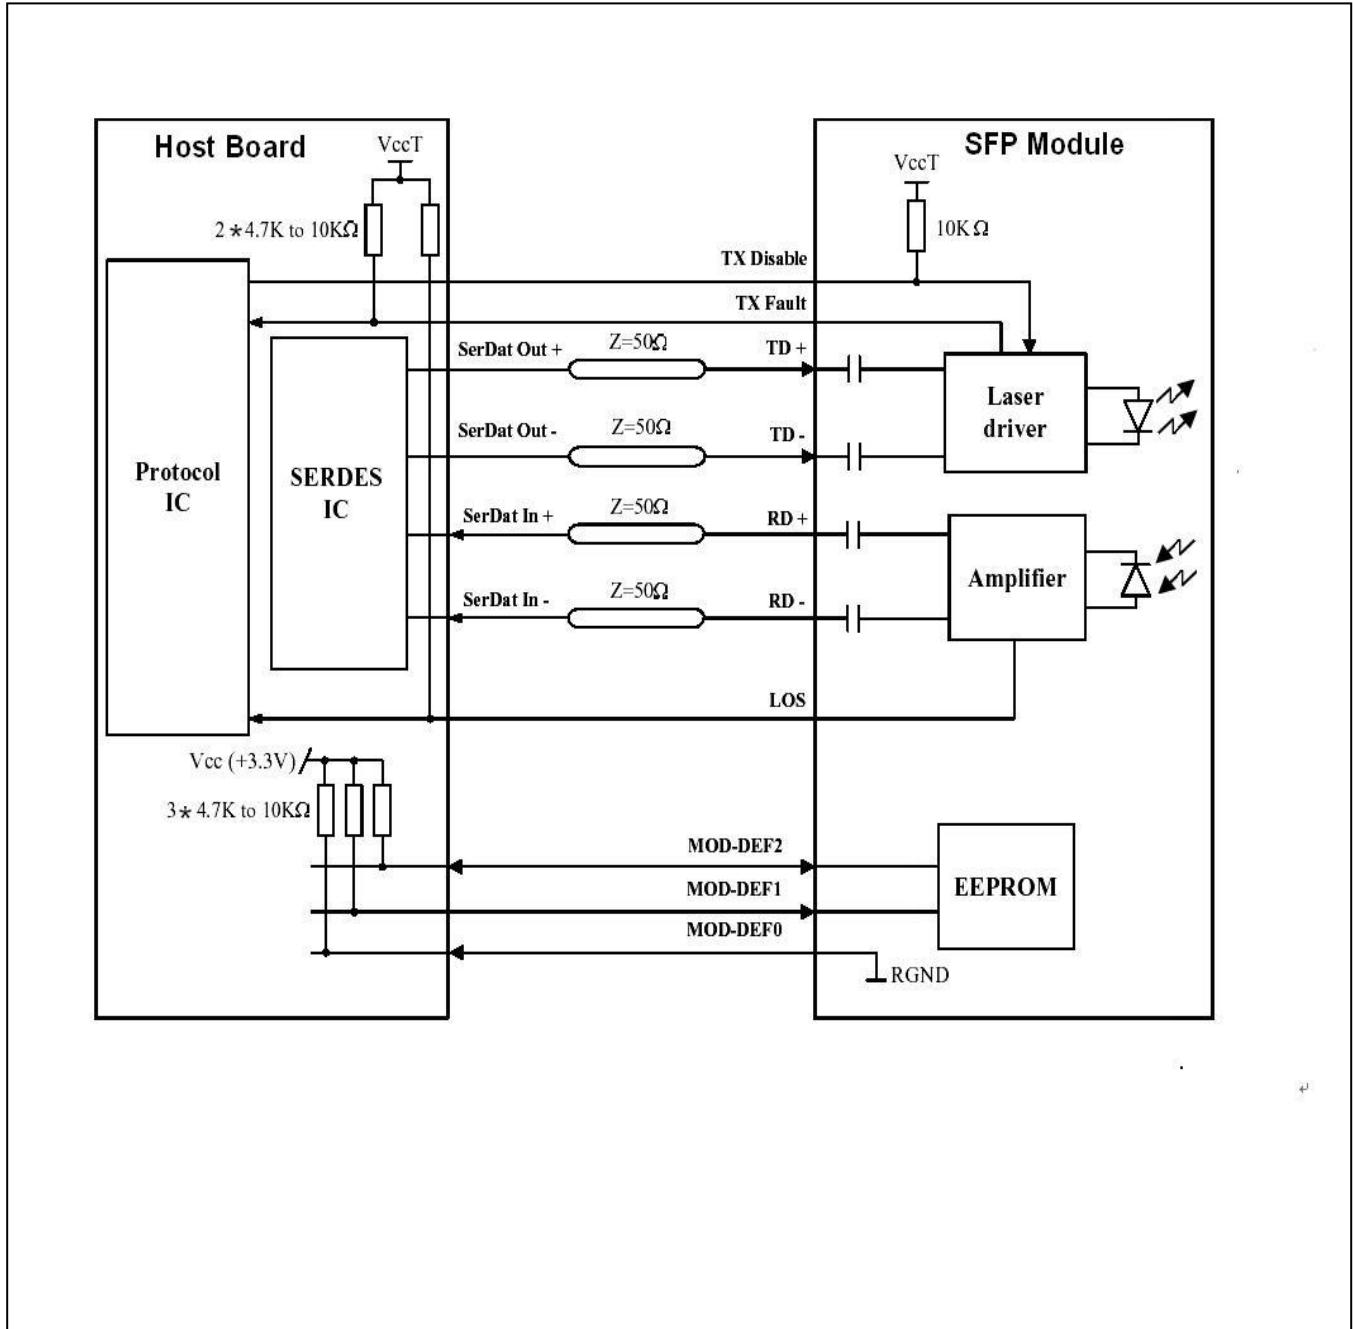 Host Board
SFP Module
VccT
VccT
2*4.7K to 10KΩ
10KΩ
TX Disable
TX Fault
SerDat Out +
Z=50Ω
TD +
Laser
driver
SerDat Out -
Z=50Ω
TD -
Protocol
IC
SERDES
IC
SerDat In +
Z=50Ω
RD +
Amplifier
SerDat In -
Z=50Ω
RD -
LOS
Vcc (+3.3V)
3* 4.7K to 10KΩ
MOD-DEF2
MOD-DEF1
MOD-DEF0
EEPROM
RGND